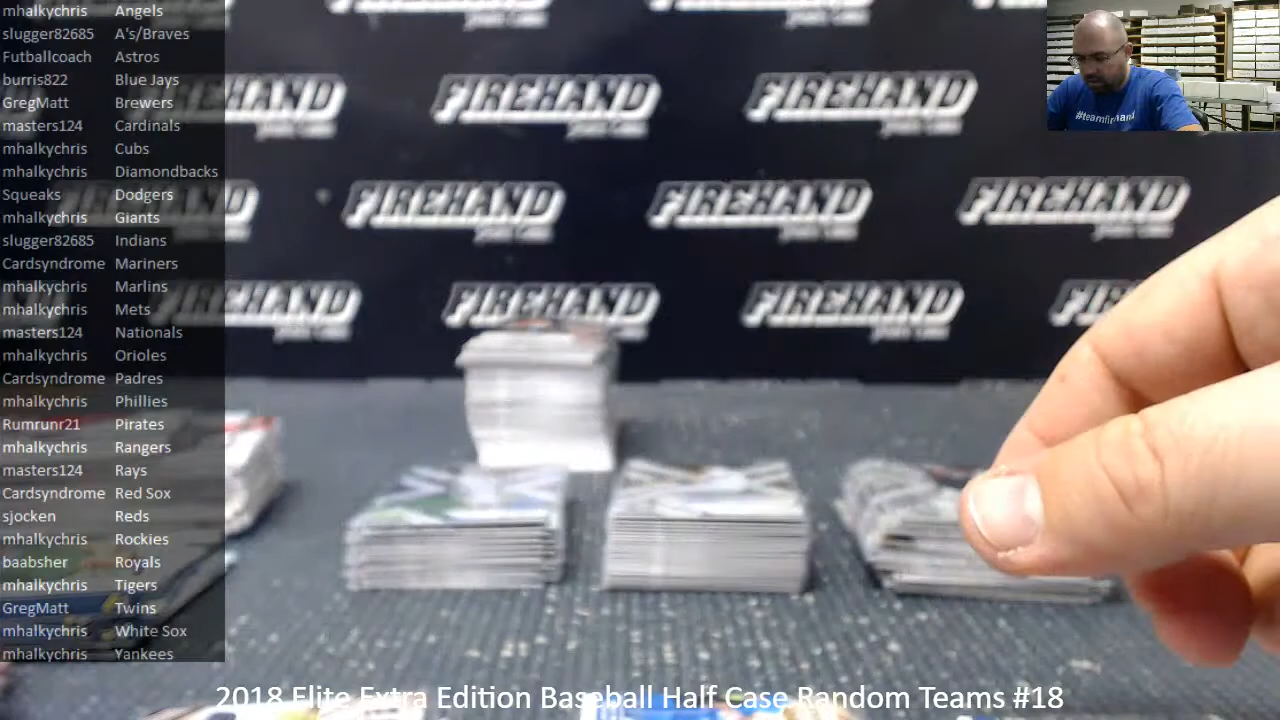 mhalkychris Angels
slugger82685 A's/Braves
Futballcoach Astros
burris822 Blue Jays
GregMatt Brewers
masters124 Cardinals
mhalkychris Cubs
mhalkychris Diamondbacks
Squeaks Dodgers
mhalkychris Giants
slugger82685 Indians
Cardsyndrome Mariners
mhalkychris Marlins
mhalkychris Mets
masters124 Nationals
mhalkychris Orioles
Cardsyndrome Padres
mhalkychris Phillies
Rumrunr21 Pirates
mhalkychris Rangers
masters124 Rays
Cardsyndrome Red Sox
sjocken Reds
mhalkychris Rockies
baabsher Royals
mhalkychris Tigers
GregMatt Twins
mhalkychris White Sox
mhalkychris Yankees
FIREHAND FIREHAND
FIREHAND FIREHAND FIREHAND
FIREHAND FIREHAND FIREHAND
#teamfirehand
2018 Elite Extra Edition Baseball Half Case Random Teams #18